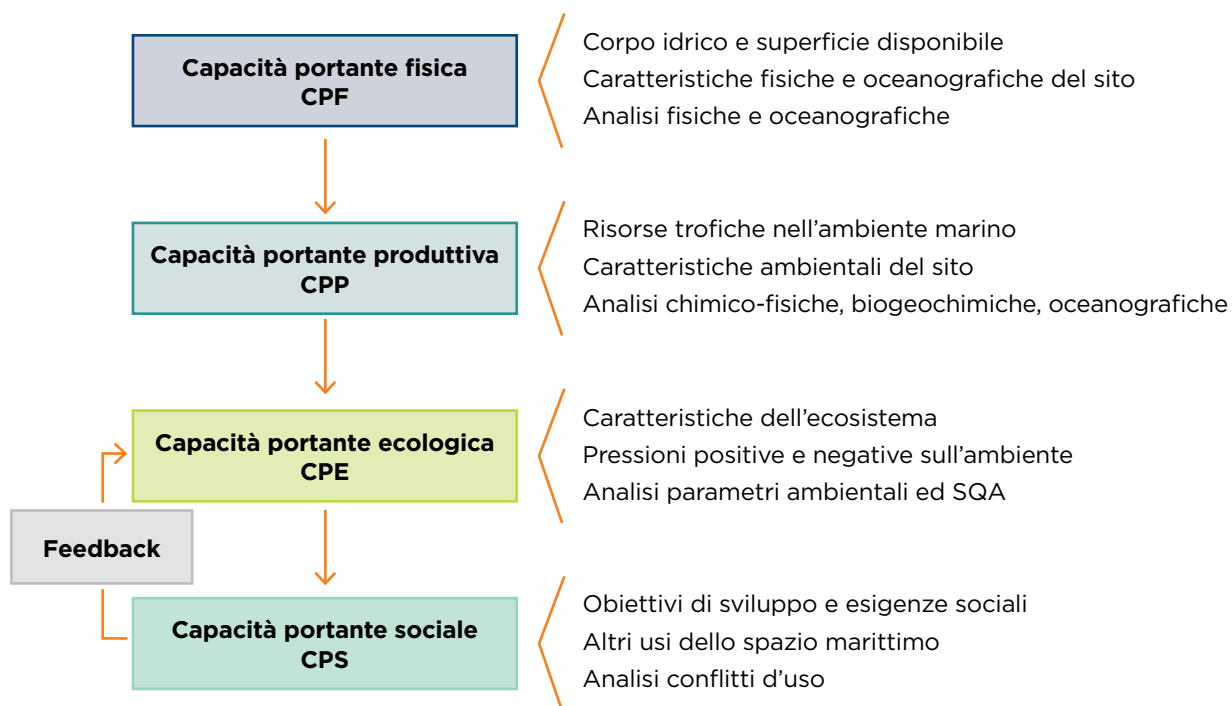 Capacità portante fisica
CPF
Corpo idrico e superficie disponibile
Caratteristiche fisiche e oceanografiche del sito
Analisi fisiche e oceanografiche
Capacità portante produttiva
CPP
Risorse trofiche nell’ambiente marino
Caratteristiche ambientali del sito
Analisi chimico-fisiche, biogeochimiche, oceanografiche
Capacità portante ecologica
CPE
Caratteristiche dell’ecosistema
Pressioni positive e negative sull’ambiente
Analisi parametri ambientali ed SQA
Feedback
Capacità portante sociale
CPS
Obiettivi di sviluppo e esigenze sociali
Altri usi dello spazio marittimo
Analisi conflitti d’uso